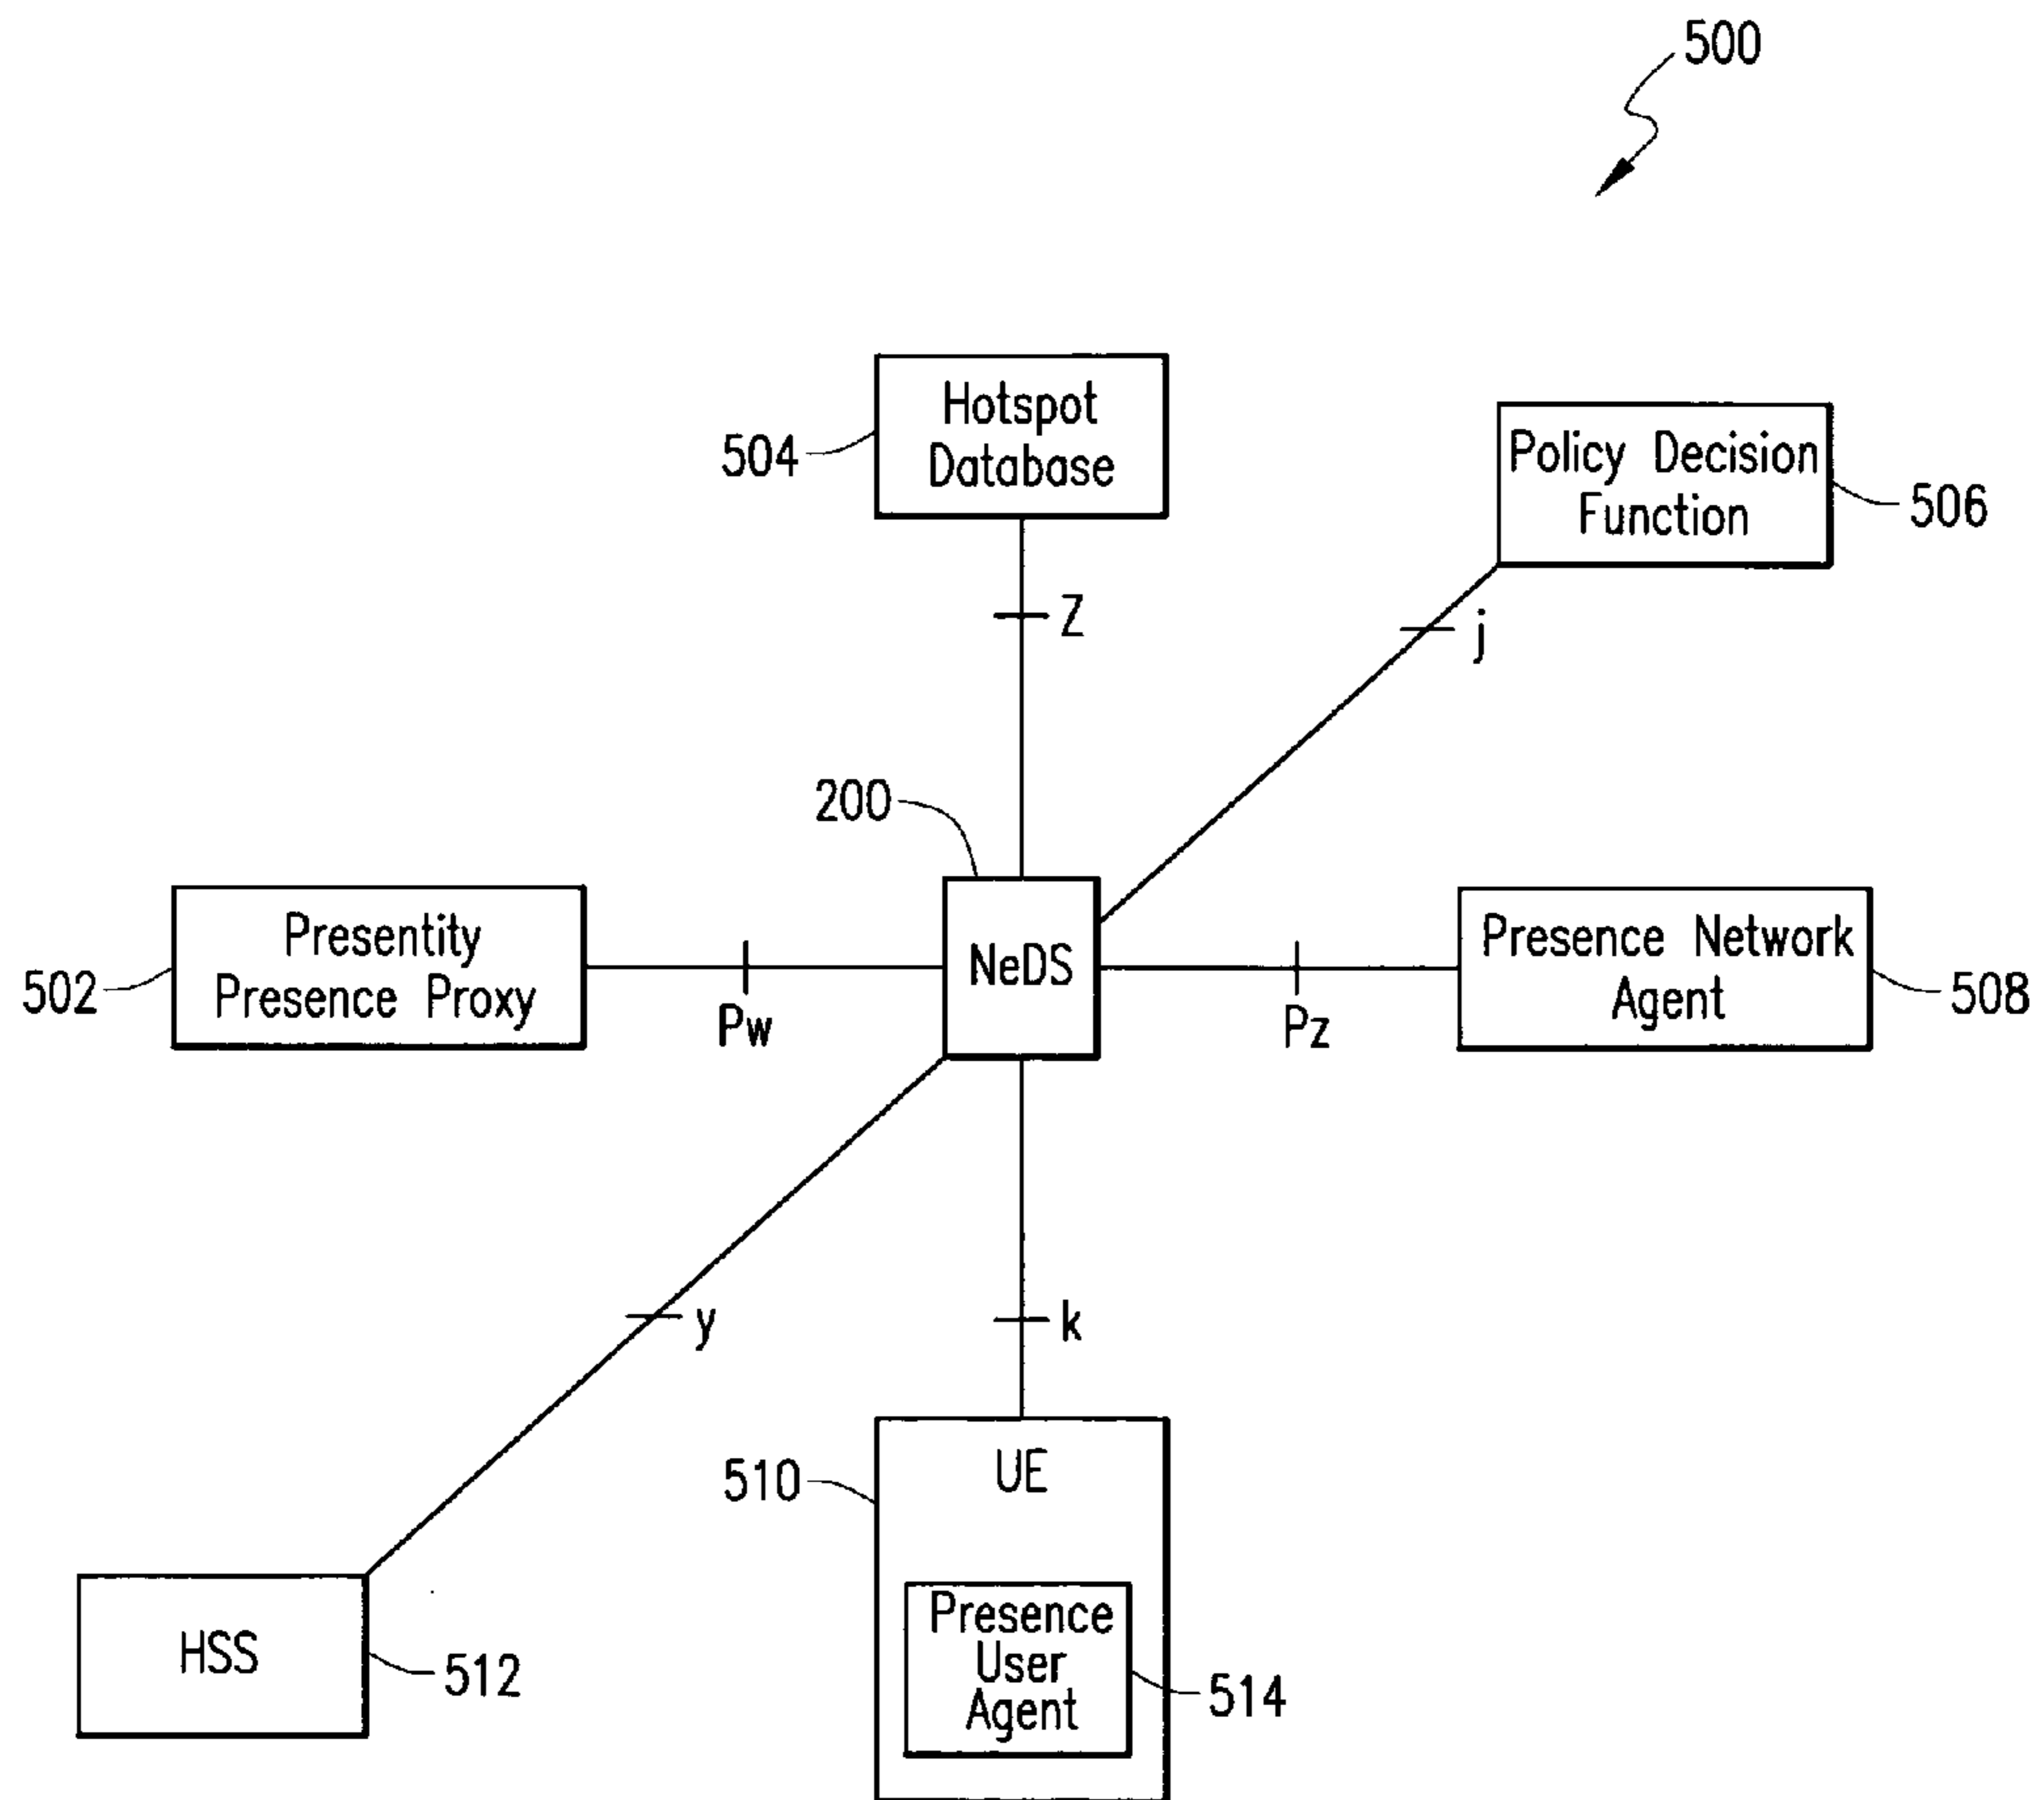 500
Hotspot
Database
504
Policy Decision
Function
506
Z
j
200
NeDS
Presentity
Presence Proxy
502
Pw
Pz
Presence Network
Agent
508
y
k
510
UE
HSS
512
Presence
User
Agent
514